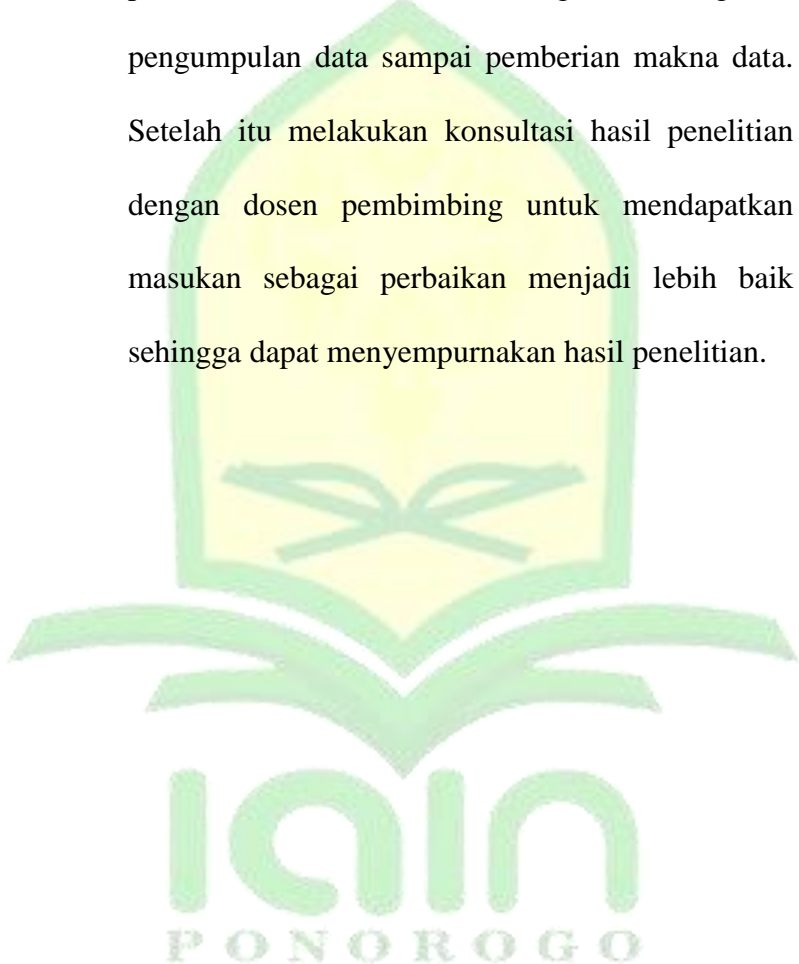 pengumpulan data sampai pemberian makna data.
Setelah itu melakukan konsultasi hasil penelitian
dengan dosen pembimbing untuk mendapatkan
masukan sebagai perbaikan menjadi lebih baik
sehingga dapat menyempurnakan hasil penelitian.
IAIN
PONOROGO